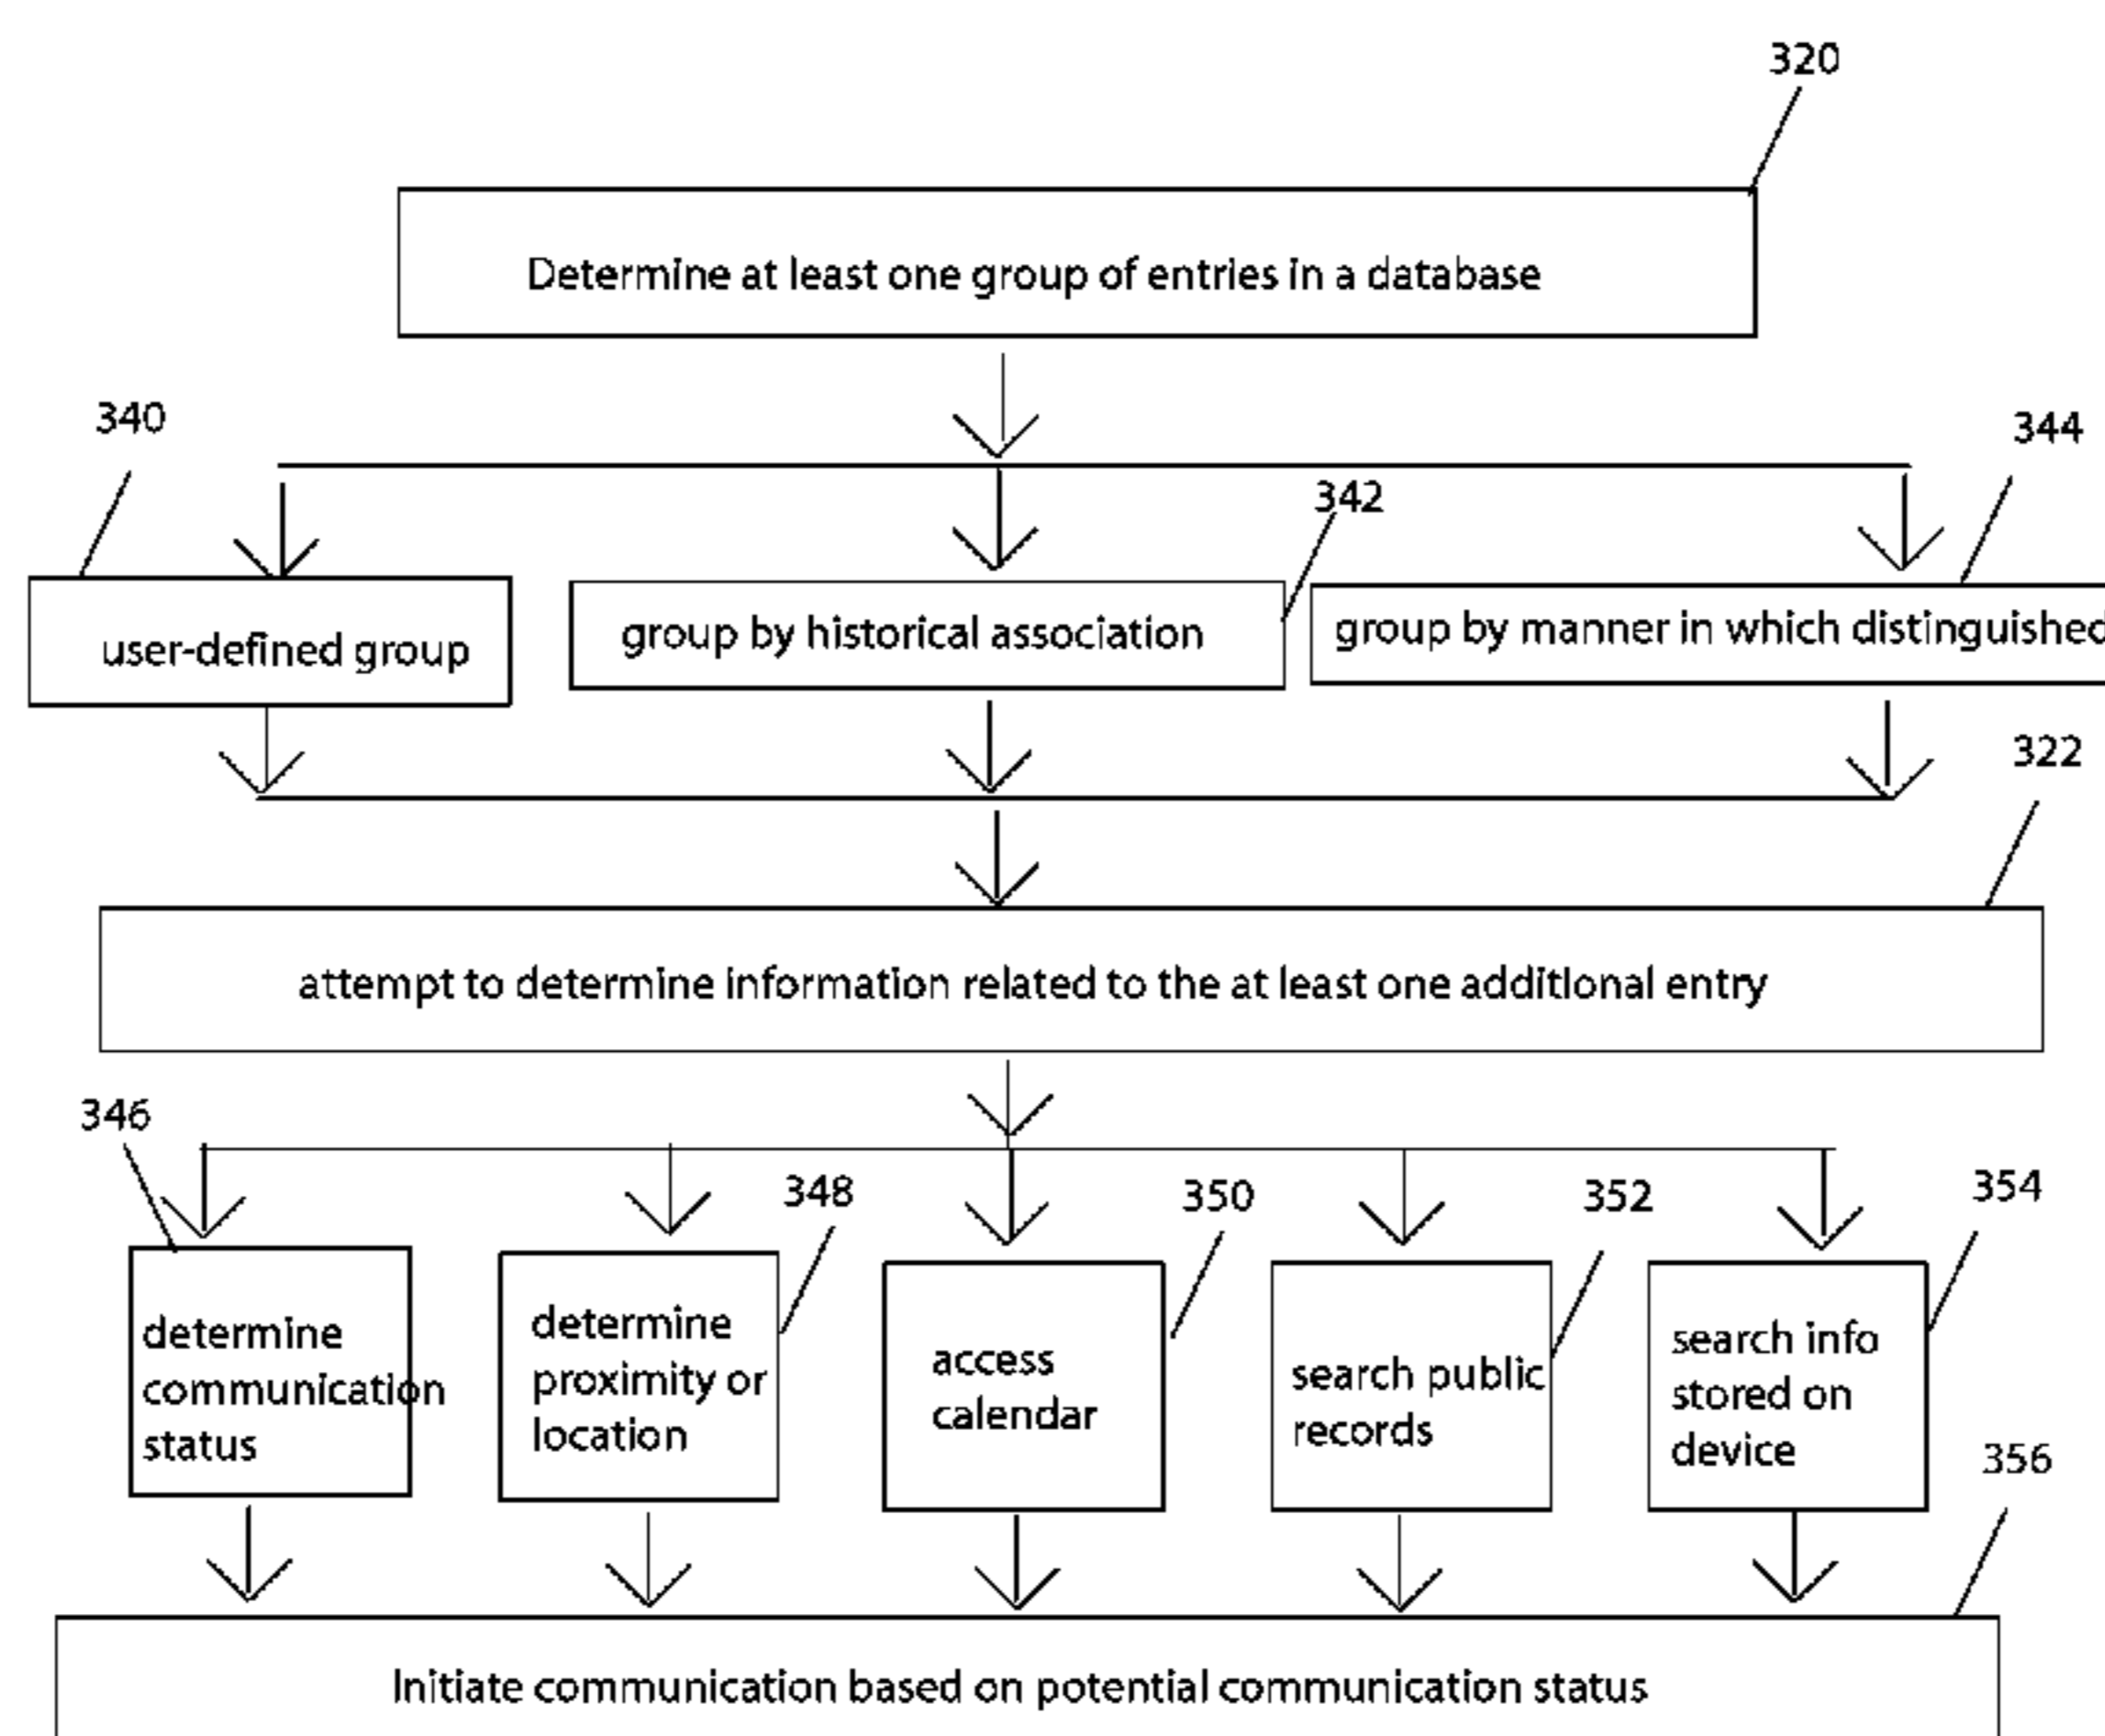 320
Determine at least one group of entries in a database
340
344
342
user-defined group
group by historical association
group by manner in which distinguished
322
attempt to determine information related to the at least one additional entry
346
348
350
352
354
determine
communication
status
determine
proximity or
location
access
calendar
search public
records
search info
stored on
device
356
Initiate communication based on potential communication status